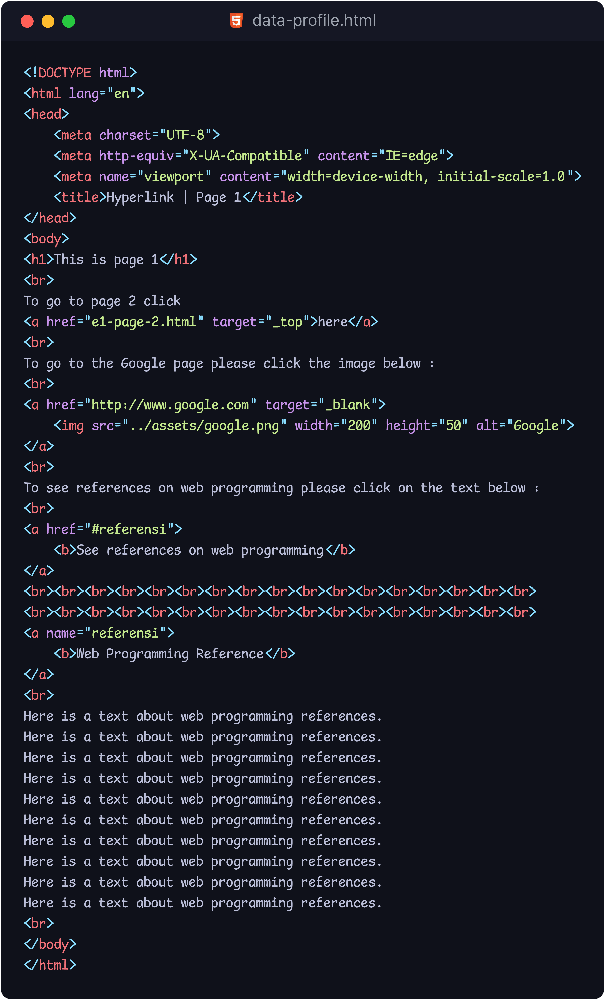 data-profile.html
<!DOCTYPE html>
<html lang="en">
<head>
    <meta charset="UTF-8">
    <meta http-equiv="X-UA-Compatible" content="IE=edge">
    <meta name="viewport" content="width=device-width, initial-scale=1.0">
    <title>Hyperlink | Page 1</title>
</head>
<body>
<h1>This is page 1</h1>
<br>
To go to page 2 click
<a href="e1-page-2.html" target="_top">here</a>
<br>
To go to the Google page please click the image below :
<br>
<a href="http://www.google.com" target="_blank">
    <img src="../assets/google.png" width="200" height="50" alt="Google">
</a>
<br>
To see references on web programming please click on the text below :
<br>
<a href="#referensi">
    <b>See references on web programming</b>
</a>
<br><br><br><br><br><br><br><br><br><br><br><br><br><br><br><br><br>
<br><br><br><br><br><br><br><br><br><br><br><br><br><br><br><br><br>
<a name="referensi">
    <b>Web Programming Reference</b>
</a>
<br>
Here is a text about web programming references.
Here is a text about web programming references.
Here is a text about web programming references.
Here is a text about web programming references.
Here is a text about web programming references.
Here is a text about web programming references.
Here is a text about web programming references.
Here is a text about web programming references.
Here is a text about web programming references.
Here is a text about web programming references.
<br>
</body>
</html>